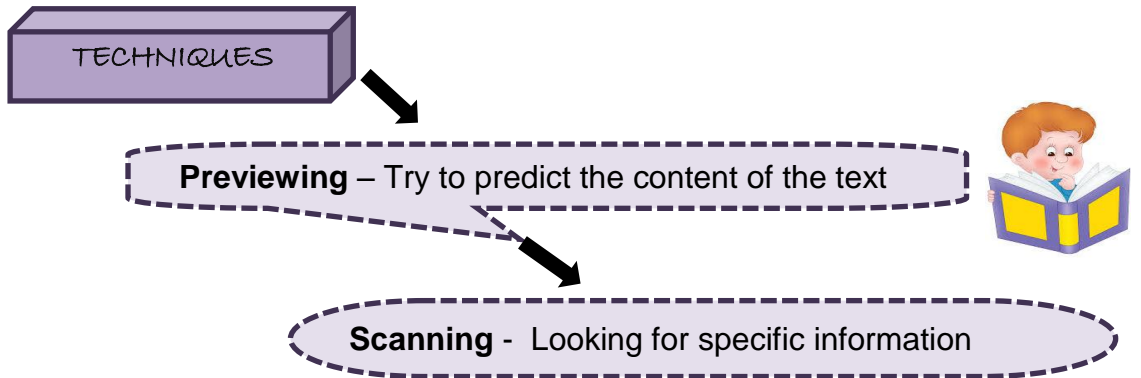 TECHNIQUES
Previewing – Try to predict the content of the text
Scanning - Looking for specific information